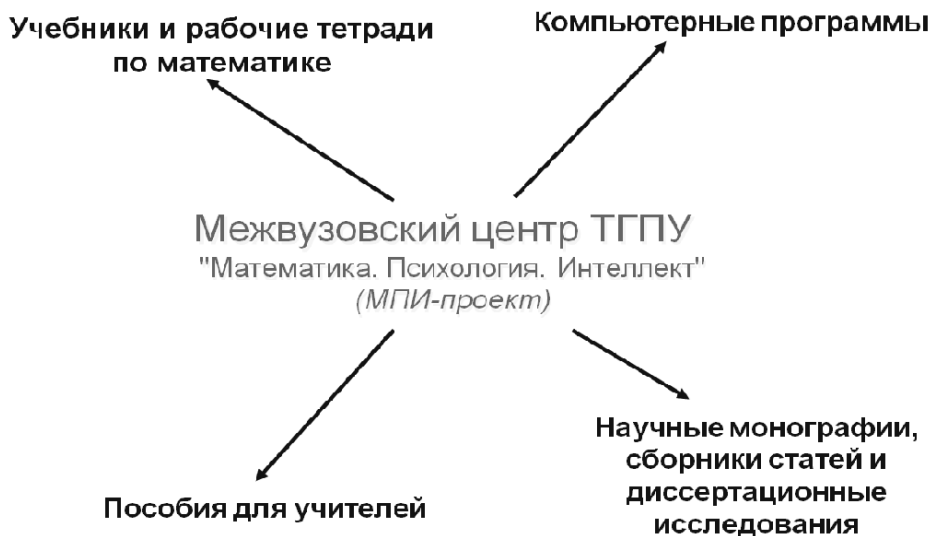 Учебники и рабочие тетради
по математике
Компьютерные программы
Межвузовский центр ТГПУ
"Математика. Психология. Интеллект"
(МПИ-проект)
Пособия для учителей
Научные монографии,
сборники статей и
диссертационные
исследования